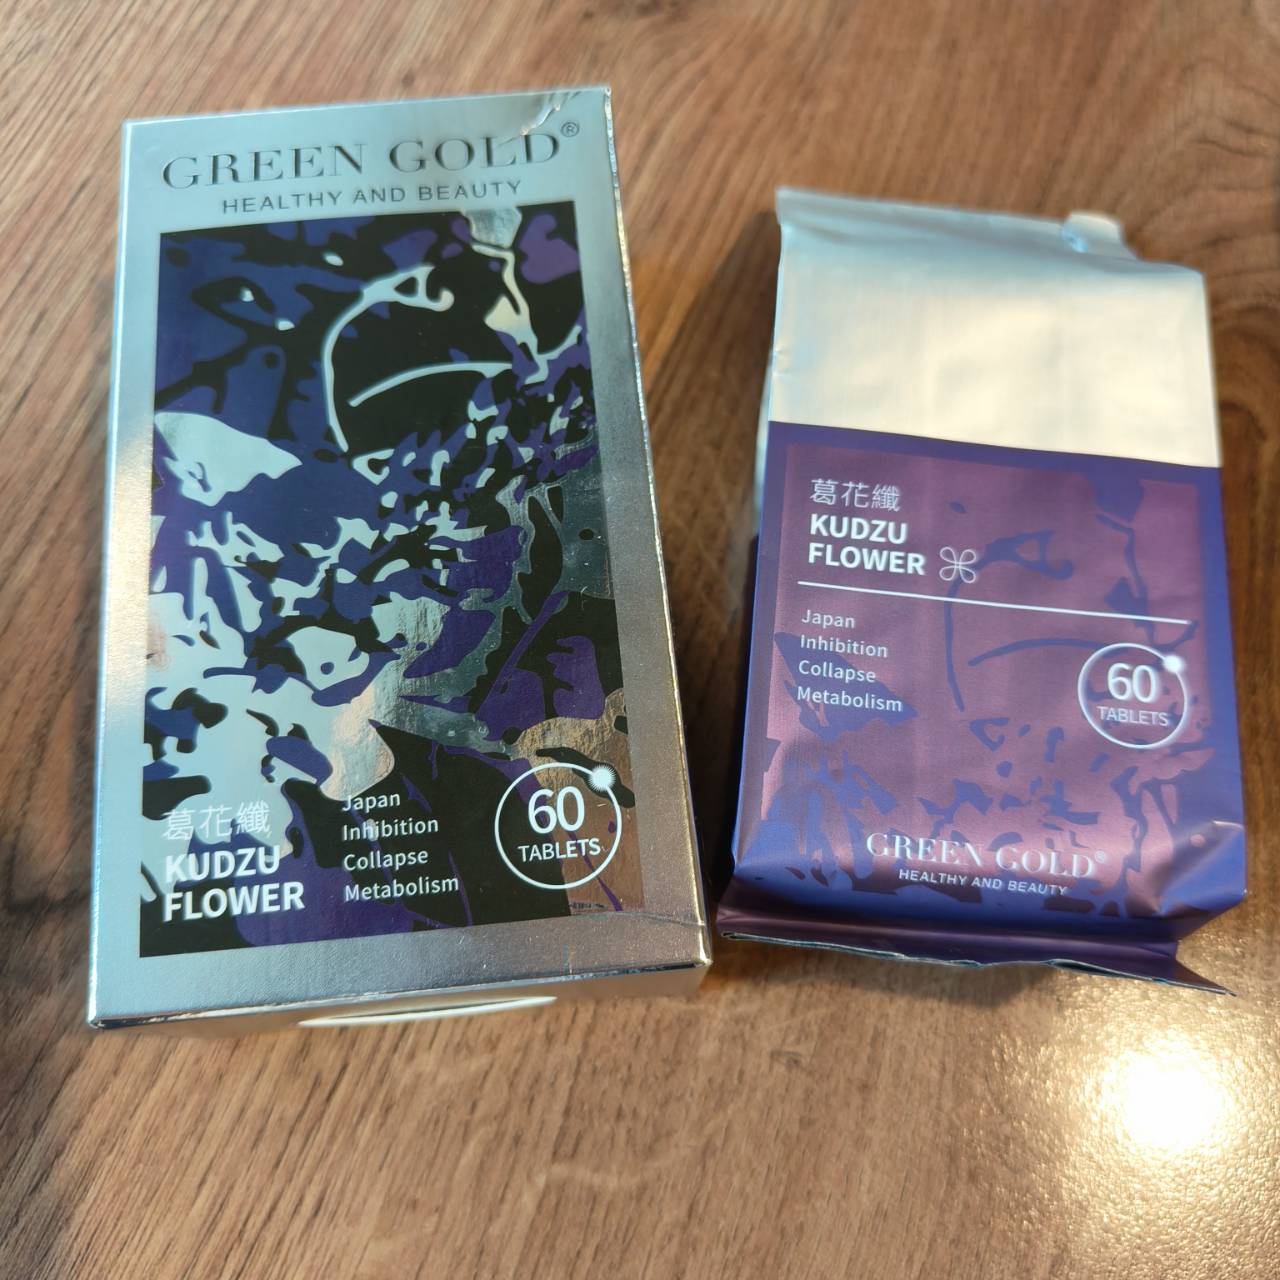 GREEN GOLD®
HEALTHY AND BEAUTY
葛花纖
KUDZU
FLOWER
Japan
Inhibition
Collapse
Metabolism
60
TABLETS
葛花纖
KUDZU
FLOWER
Japan
Inhibition
Collapse
Metabolism
60
TABLETS
GREEN GOLD®
HEALTHY AND BEAUTY